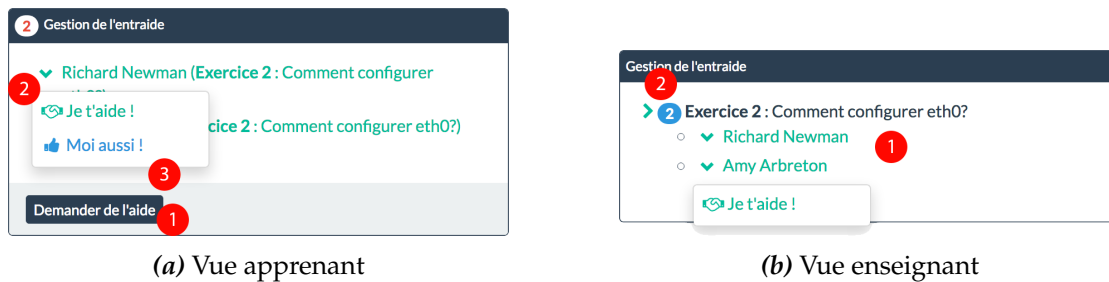 2 Gestion de l'entraide
Richard Newman (Exercice 2 : Comment configurer
2
Je t'aide !
cice 2 : Comment configurer eth0?)
Moi aussi !
3
Demander de l'aide
1
(a) Vue apprenant
Gestion de l'entraide
2
2 Exercice 2 : Comment configurer eth0?
Richard Newman
1
Amy Arbreton
Je t'aide !
(b) Vue enseignant